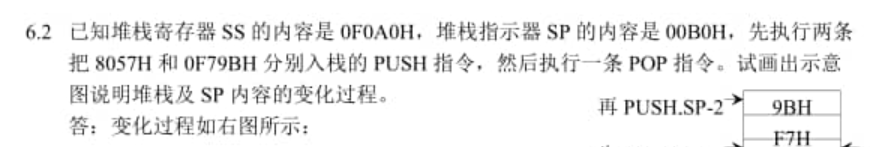 6.2 已知堆栈寄存器 SS 的内容是 0F0A0H，堆栈指示器 SP 的内容是 00B0H，先执行两条
把 8057H 和 0F79BH 分别入栈的 PUSH 指令，然后执行一条 POP 指令。试画出示意
图说明堆栈及 SP 内容的变化过程。
再 PUSH.SP-2 9BH
答：变化过程如右图所示：
F7H